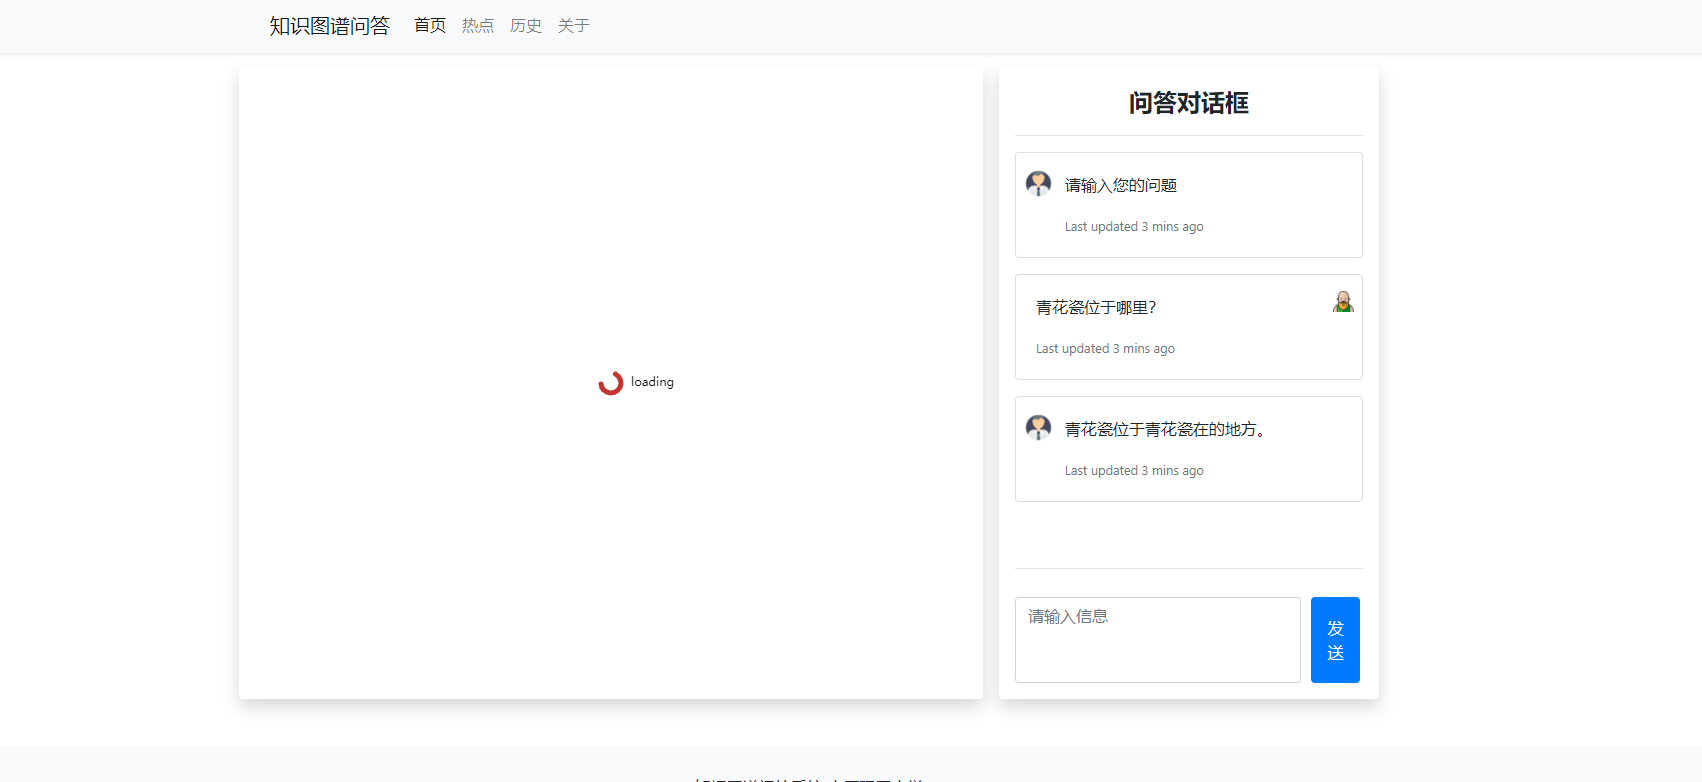 知识图谱问答 首页 热点 历史 关于
loading
问答对话框
请输入您的问题
Last updated 3 mins ago
青花瓷位于哪里?
Last updated 3 mins ago
青花瓷位于青花瓷在的地方。
Last updated 3 mins ago
请输入信息
发
送